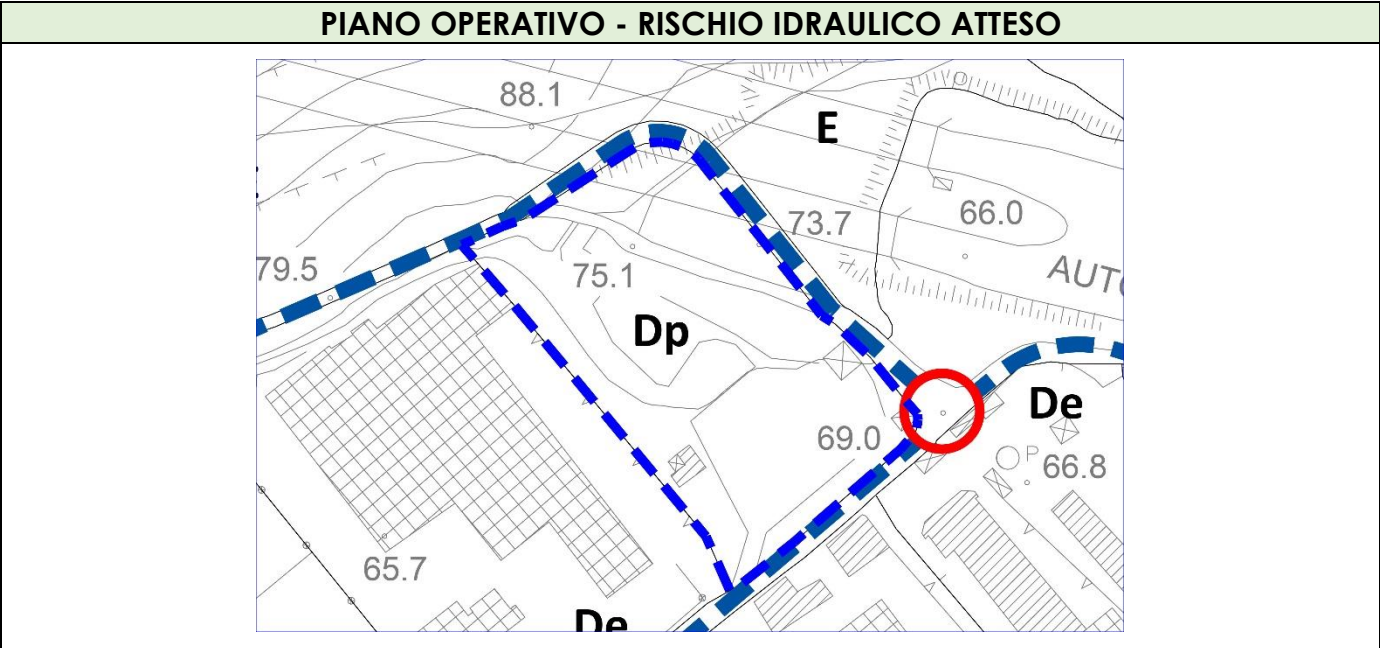 PIANO OPERATIVO - RISCHIO IDRAULICO ATTESO
88.1
E
66.0
73.7
79.5
75.1
AUTO
Dp
De
69.0
P
66.8
65.7
De